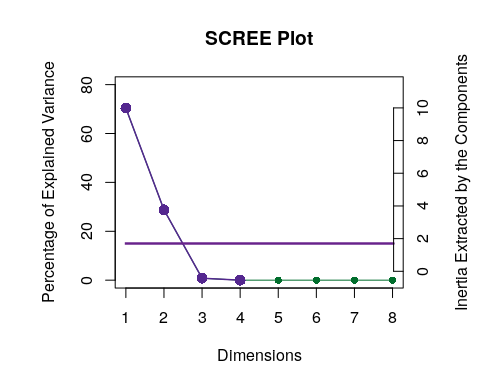 SCREE Plot
Percentage of Explained Variance
80
60
40
20
0
10
8
6
4
2
0
Inertia Extracted by the Components
1 2 3 4 5 6 7 8
Dimensions